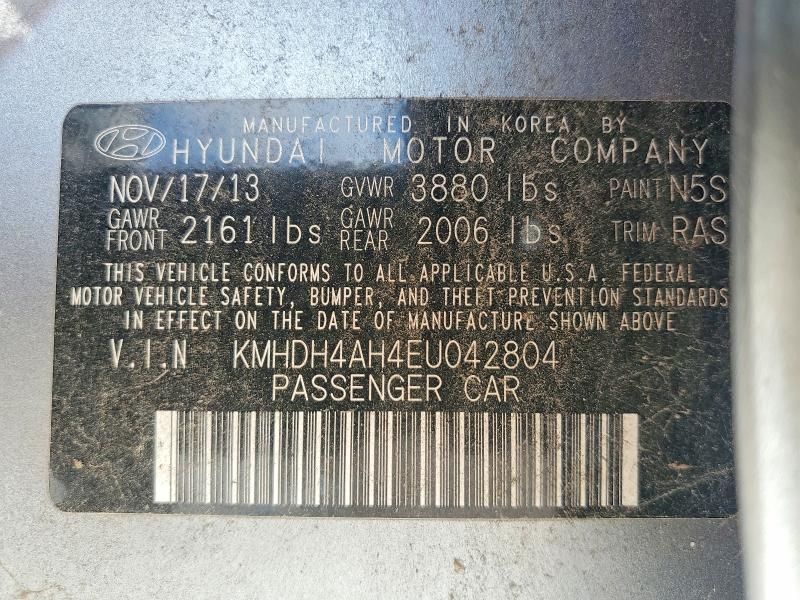 MANUFACTURED IN KOREA BY
HYUNDAI MOTOR COMPANY
NOV/17/13 GVWR 3880 lbs PAINT N5S
GAWR FRONT 2161 lbs GAWR REAR 2006 lbs TRIM RAS
THIS VEHICLE CONFORMS TO ALL APPLICABLE U.S.A. FEDERAL
MOTOR VEHICLE SAFETY, BUMPER, AND THEFT PREVENTION STANDARDS
IN EFFECT ON THE DATE OF MANUFACTURE SHOWN ABOVE
V.I.N KMHDH4AH4EU042804
PASSENGER CAR